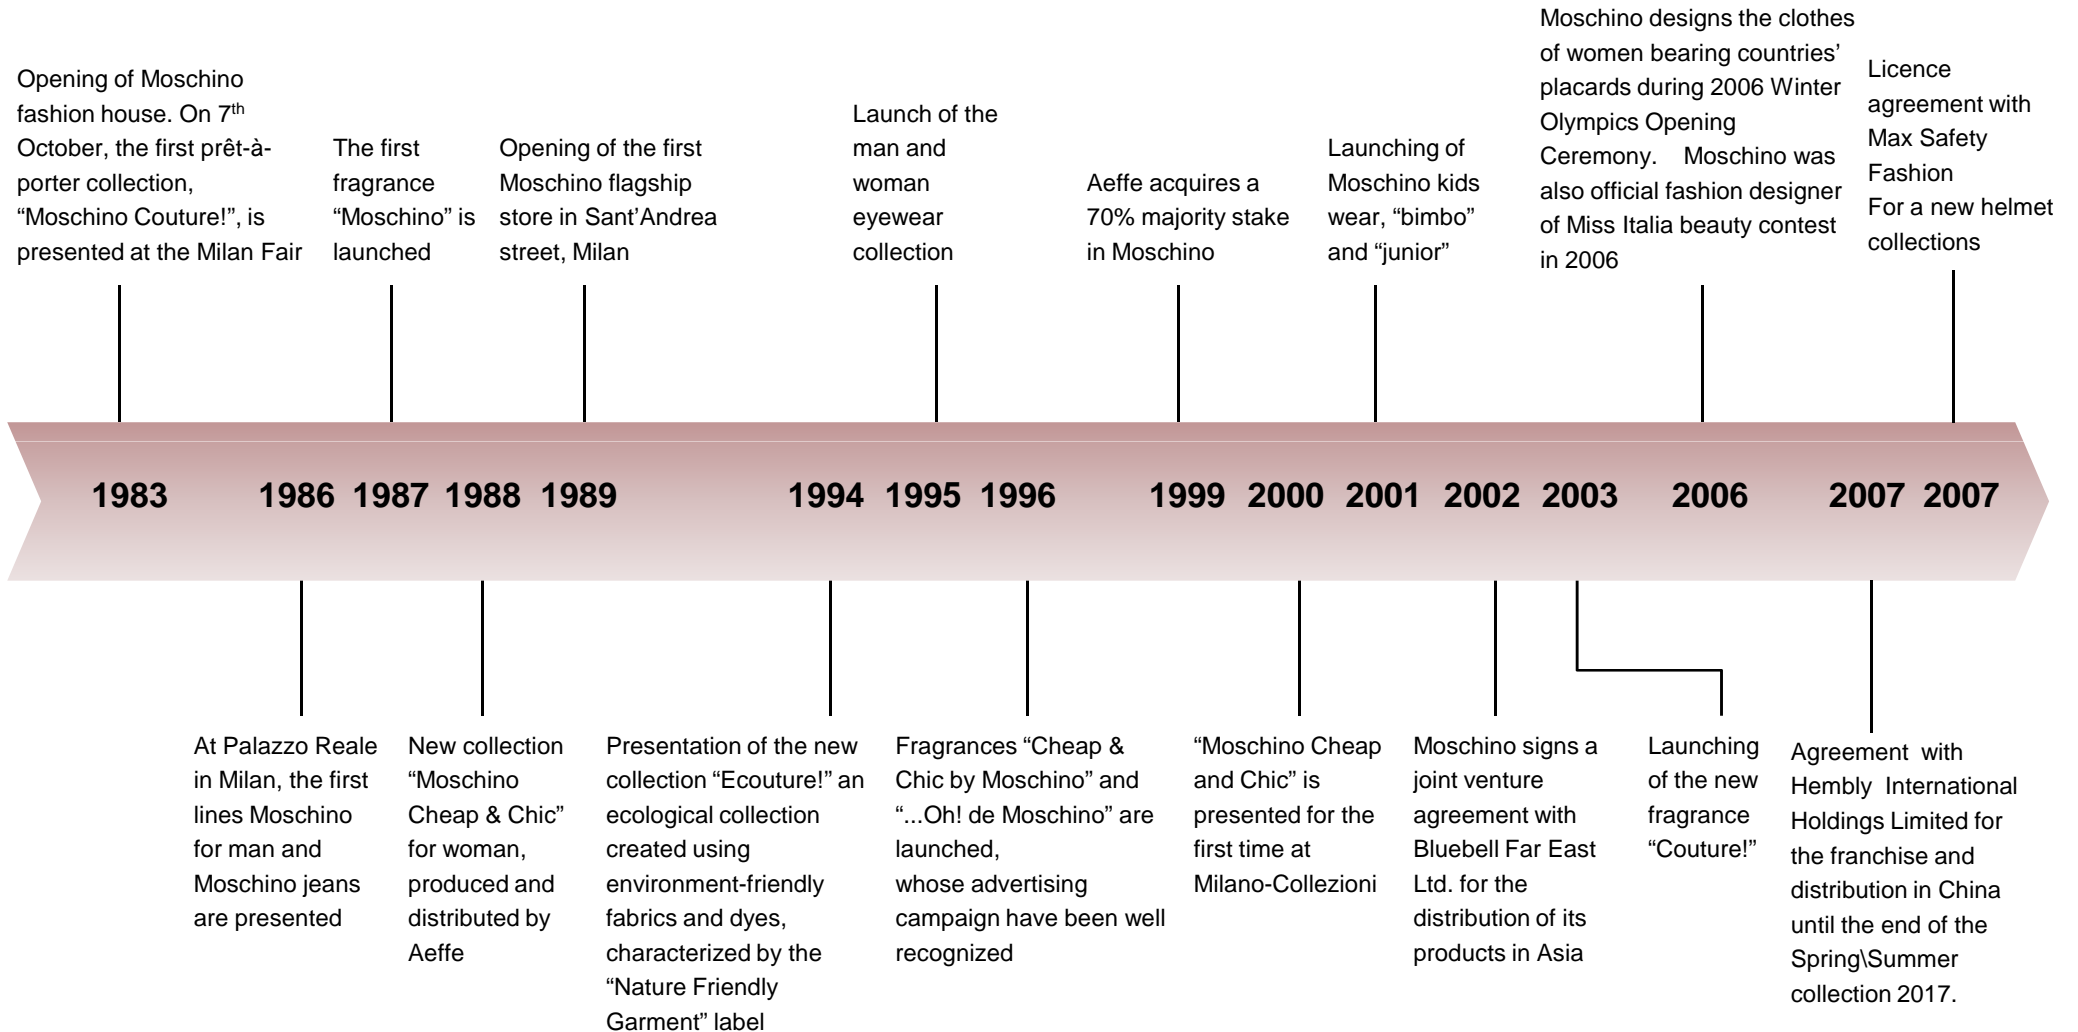 Opening of Moschino
fashion house. On 7th
October, the first prêt-à-
porter collection,
“Moschino Couture!”, is
presented at the Milan Fair
The first
fragrance
“Moschino” is
launched
Opening of the first
Moschino flagship
store in Sant’Andrea
street, Milan
Launch of the
man and
woman
eyewear
collection
Aeffe acquires a
70% majority stake
in Moschino
Launching of
Moschino kids
wear, “bimbo”
and “junior”
Moschino designs the clothes
of women bearing countries’
placards during 2006 Winter
Olympics Opening
Ceremony. Moschino was
also official fashion designer
of Miss Italia beauty contest
in 2006
Licence
agreement with
Max Safety
Fashion
For a new helmet
collections
1983 1986 1987 1988 1989 1994 1995 1996 1999 2000 2001 2002 2003 2006 2007 2007
At Palazzo Reale
in Milan, the first
lines Moschino
for man and
Moschino jeans
are presented
New collection
“Moschino
Cheap & Chic”
for woman,
produced and
distributed by
Aeffe
Presentation of the new
collection “Ecouture!” an
ecological collection
created using
environment-friendly
fabrics and dyes,
characterized by the
“Nature Friendly
Garment” label
Fragrances “Cheap &
Chic by Moschino” and
“...Oh! de Moschino” are
launched,
whose advertising
campaign have been well
recognized
“Moschino Cheap
and Chic” is
presented for the
first time at
Milano-Collezioni
Moschino signs a
joint venture
agreement with
Bluebell Far East
Ltd. for the
distribution of its
products in Asia
Launching
of the new
fragrance
“Couture!”
Agreement with
Hembly International
Holdings Limited for
the franchise and
distribution in China
until the end of the
Spring\Summer
collection 2017.